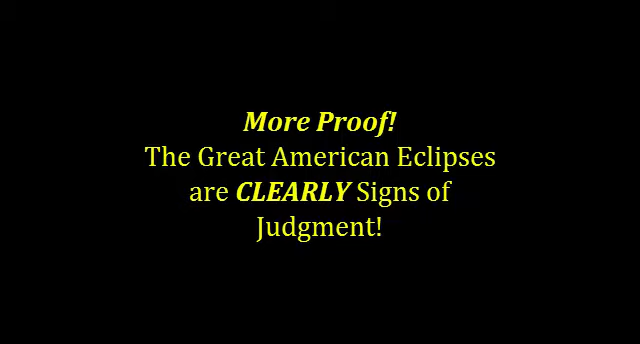 More Proof!
The Great American Eclipses
are CLEARLY Signs of
Judgment!